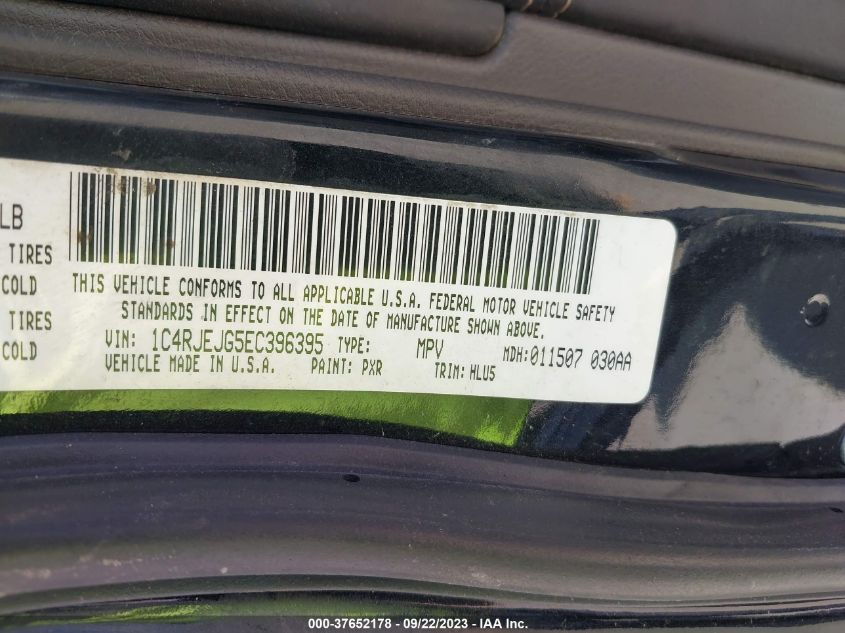 LB
TIRES
COLD
TIRES
COLD
THIS VEHICLE CONFORMS TO ALL APPLICABLE U.S.A. FEDERAL MOTOR VEHICLE SAFETY
STANDARDS IN EFFECT ON THE DATE OF MANUFACTURE SHOWN ABOVE.
VIN: 1C4RJEJG5EC396395 TYPE: MPV MDH:011507 030AA
VEHICLE MADE IN U.S.A. PAINT: PXR TRIM: HLU5
000-37652178 - 09/22/2023 - © IAA Inc.